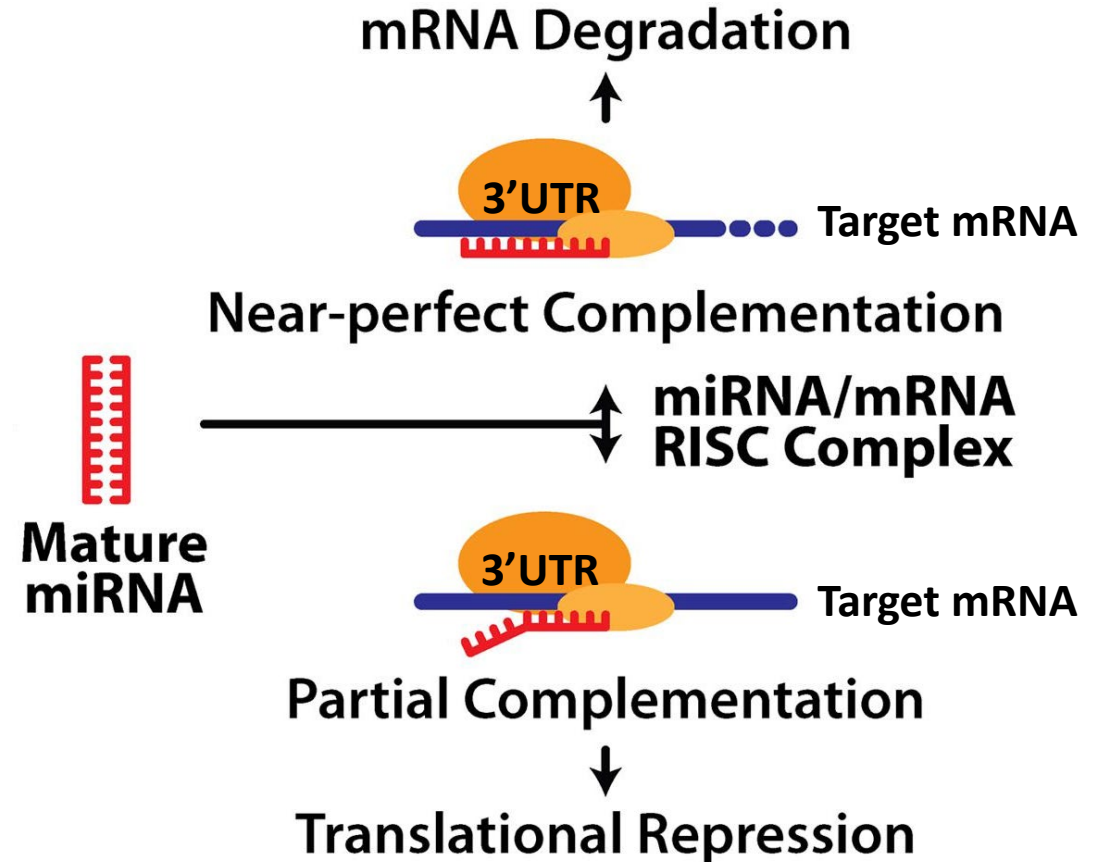 mRNA Degradation
3’UTR
Target mRNA
Near-perfect Complementation
miRNA/mRNA
RISC Complex
Mature
miRNA
3’UTR
Target mRNA
Partial Complementation
Translational Repression